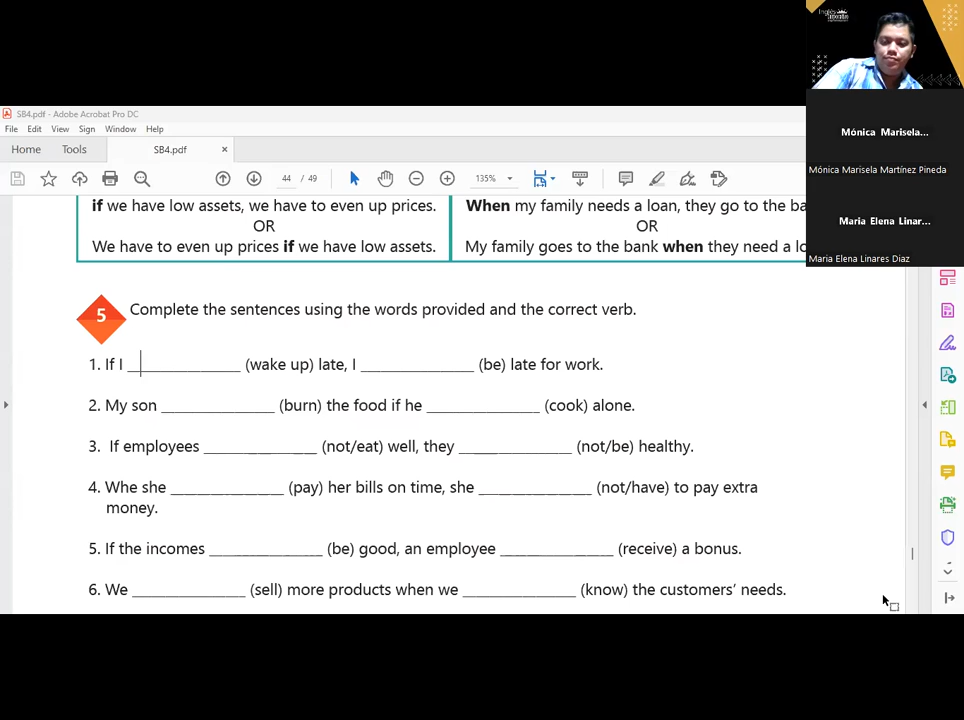 Inglés
SB4.pdf - Adobe Acrobat Pro DC
File Edit View Sign Window Help
Home Tools SB4.pdf ×
44 / 49 135%
if we have low assets, we have to even up prices.
OR
We have to even up prices if we have low assets.
When my family needs a loan, they go to the ba
OR
My family goes to the bank when they need a lo
Mónica Marisela...
Mónica Marisela Martínez Pineda
Maria Elena Linar...
Maria Elena Linares Diaz
5 Complete the sentences using the words provided and the correct verb.
1. If I ______________ (wake up) late, I ______________ (be) late for work.
2. My son ______________ (burn) the food if he ______________ (cook) alone.
3. If employees ______________ (not/eat) well, they ______________ (not/be) healthy.
4. Whe she ______________ (pay) her bills on time, she ______________ (not/have) to pay extra
money.
5. If the incomes ______________ (be) good, an employee ______________ (receive) a bonus.
6. We ______________ (sell) more products when we ______________ (know) the customers’ needs.